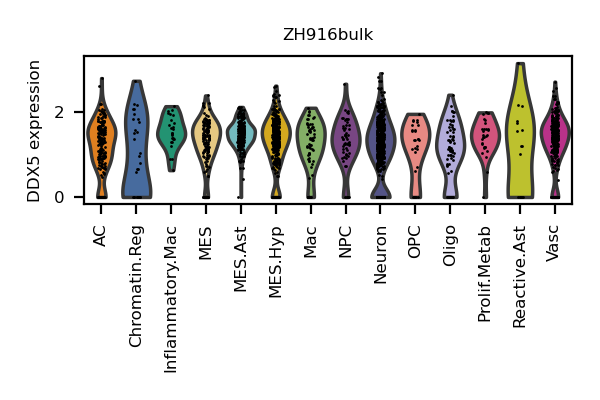 ZH916bulk
DDX5 expression
2
0
AC
Chromatin.Reg
Inflammatory.Mac
MES
MES.Ast
MES.Hyp
Mac
NPC
Neuron
OPC
Oligo
Prolif.Metab
Reactive.Ast
Vasc